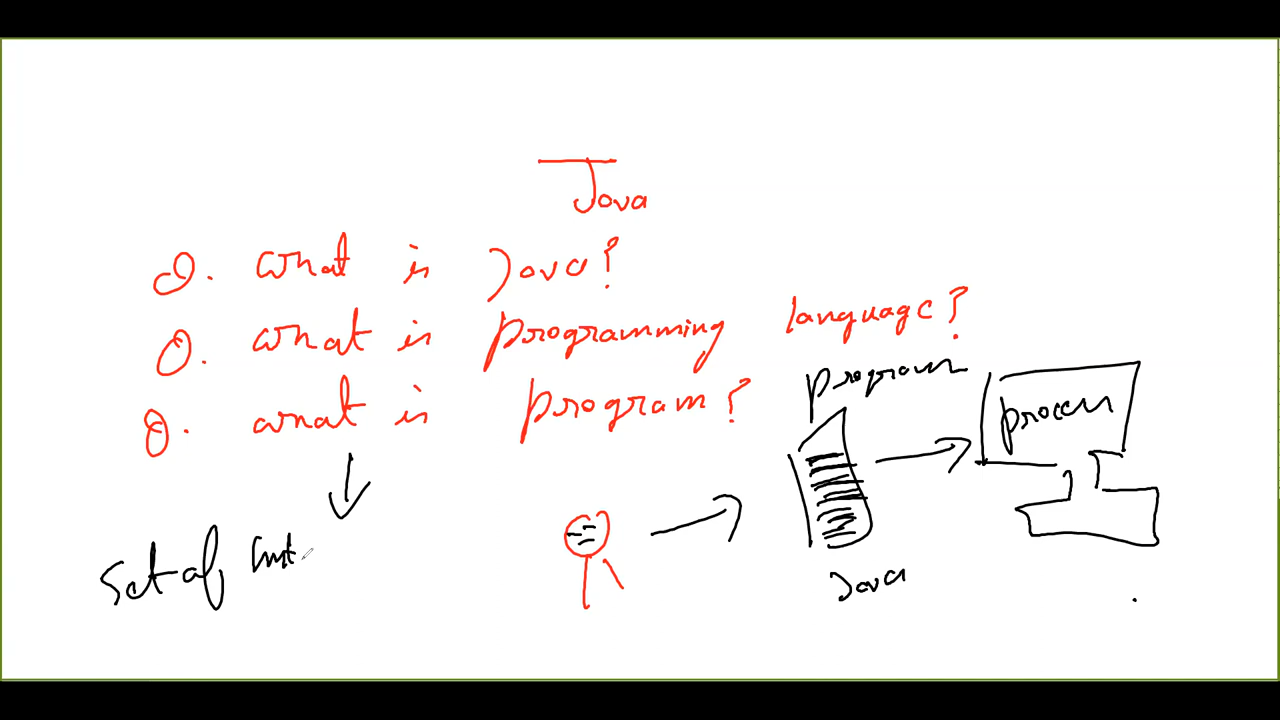 Java
Q. What is Java?
Q. What is programming language?
Q. What is program?
program
process
Set of
Java